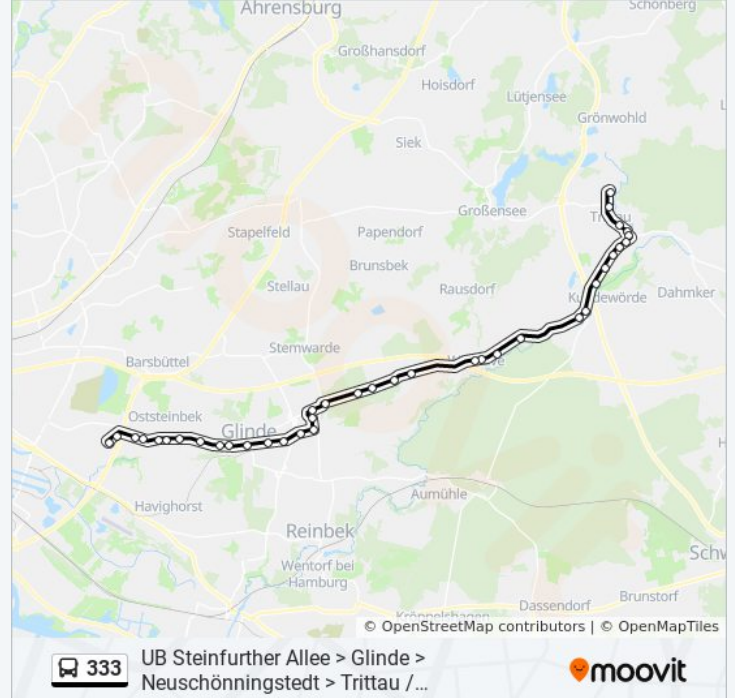 Ahrensburg
Schönberg
Großhansdorf
Hoisdorf
Lütjensee
Grönwohld
Siek
Großensee
Stapelfeld
Papendorf
Brunsbek
Stellau
Rausdorf
Dahmker
Stemwarde
Barsbüttel
Oststeinbek
Glinde
Aumühle
Havighorst
Reinbek
Wentorf bei
Hamburg
Dassendorf
Brunstorf
Kröppelshagen
© OpenStreetMap contributors | © OpenMapTiles
333
UB Steinfurther Allee > Glinde >
Neuschönningstedt > Trittau /...
moovit